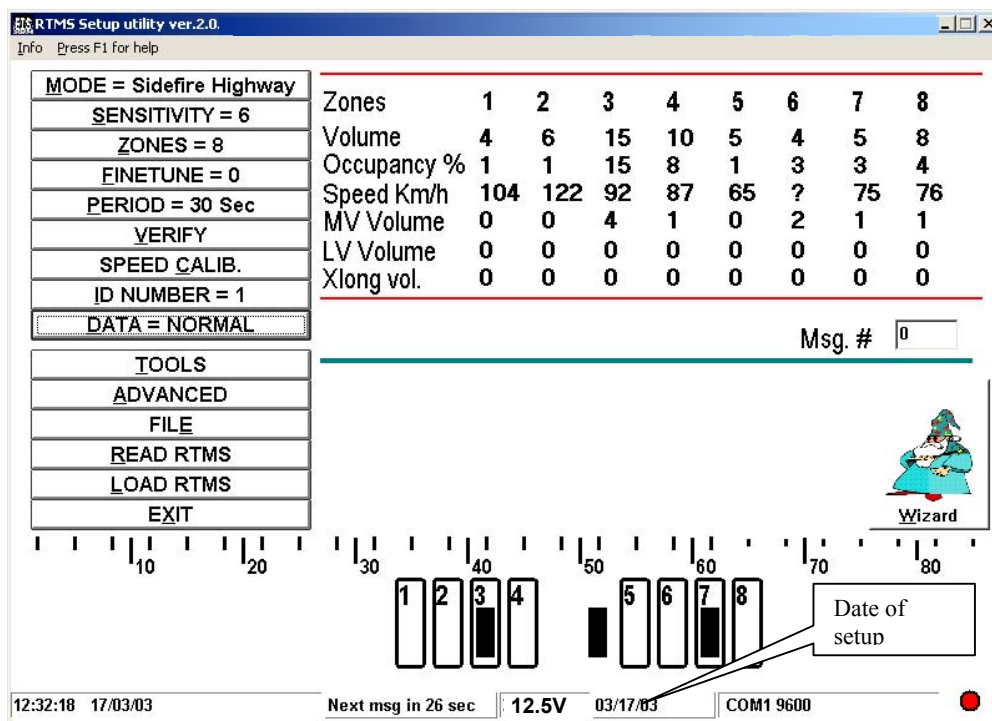 RTMS Setup utility ver.2.0.
Info Press F1 for help
MODE = Sidefire Highway
SENSITIVITY = 6
ZONES = 8
FINETUNE = 0
PERIOD = 30 Sec
VERIFY
SPEED CALIB.
ID NUMBER = 1
DATA = NORMAL
TOOLS
ADVANCED
FILE
READ RTMS
LOAD RTMS
EXIT
Zones 1 2 3 4 5 6 7 8
Volume 4 6 15 10 5 4 5 8
Occupancy % 1 1 15 8 1 3 3 4
Speed Km/h 104 122 92 87 65 ? 75 76
MV Volume 0 0 4 1 0 2 1 1
LV Volume 0 0 0 0 0 0 0 0
Xlong vol. 0 0 0 0 0 0 0 0
Msg. # 0
Wizard
10 20 30 40 50 60 70 80
1 2 3 4 5 6 7 8
Date of
setup
12:32:18 17/03/03 Next msg in 26 sec 12.5V 03/17/03 COM1 9600